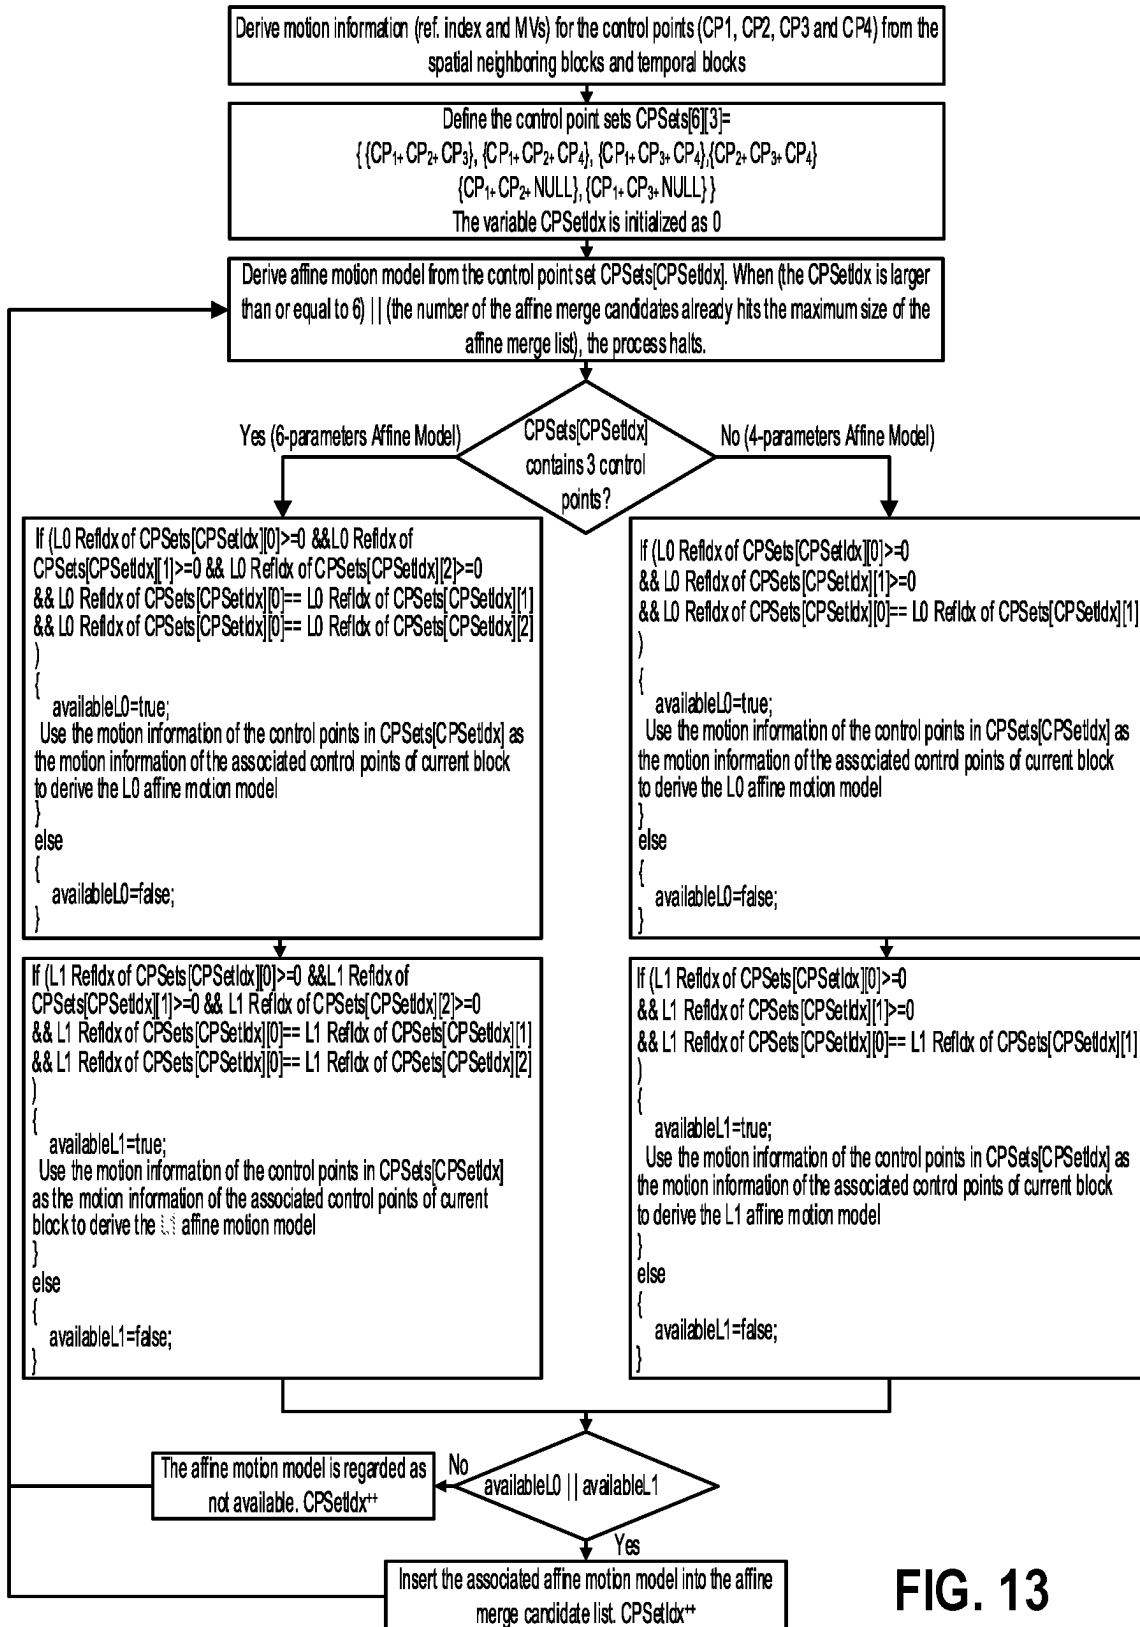 Derive motion information (ref. index and MVs) for the control points (CP1, CP2, CP3 and CP4) from the
spatial neighboring blocks and temporal blocks
Define the control point sets CPSets[6][3]=
{ {CP₁₊ CP₂₊ CP₃}, {CP₁₊ CP₂₊ CP₄}, {CP₁₊ CP₃₊ CP₄},{CP₂₊ CP₃₊ CP₄}
{CP₁₊ CP₂₊ NULL}, {CP₁₊ CP₃₊ NULL} }
The variable CPSetIdx is initialized as 0
Derive affine motion model from the control point set CPSets[CPSetIdx]. When (the CPSetIdx is larger
than or equal to 6) || (the number of the affine merge candidates already hits the maximum size of the
affine merge list), the process halts.
CPSets[CPSetIdx]
contains 3 control
points?
Yes (6-parameters Affine Model)
No (4-parameters Affine Model)
If (L0 RefIdx of CPSets[CPSetIdx][0]>=0 &&L0 RefIdx of
CPSets[CPSetIdx][1]>=0 && L0 RefIdx of CPSets[CPSetIdx][2]>=0
&& L0 RefIdx of CPSets[CPSetIdx][0]== L0 RefIdx of CPSets[CPSetIdx][1]
&& L0 RefIdx of CPSets[CPSetIdx][0]== L0 RefIdx of CPSets[CPSetIdx][2]
)
{
availableL0=true;
Use the motion information of the control points in CPSets[CPSetIdx] as
the motion information of the associated control points of current block
to derive the L0 affine motion model
}
else
{
availableL0=false;
}
If (L0 RefIdx of CPSets[CPSetIdx][0]>=0
&& L0 RefIdx of CPSets[CPSetIdx][1]>=0
&& L0 RefIdx of CPSets[CPSetIdx][0]== L0 RefIdx of CPSets[CPSetIdx][1]
)
{
availableL0=true;
Use the motion information of the control points in CPSets[CPSetIdx] as
the motion information of the associated control points of current block
to derive the L0 affine motion model
}
else
{
availableL0=false;
}
If (L1 RefIdx of CPSets[CPSetIdx][0]>=0 &&L1 RefIdx of
CPSets[CPSetIdx][1]>=0 && L1 RefIdx of CPSets[CPSetIdx][2]>=0
&& L1 RefIdx of CPSets[CPSetIdx][0]== L1 RefIdx of CPSets[CPSetIdx][1]
&& L1 RefIdx of CPSets[CPSetIdx][0]== L1 RefIdx of CPSets[CPSetIdx][2]
)
{
availableL1=true;
Use the motion information of the control points in CPSets[CPSetIdx]
as the motion information of the associated control points of current
block to derive the L1 affine motion model
}
else
{
availableL1=false;
}
If (L1 RefIdx of CPSets[CPSetIdx][0]>=0
&& L1 RefIdx of CPSets[CPSetIdx][1]>=0
&& L1 RefIdx of CPSets[CPSetIdx][0]== L1 RefIdx of CPSets[CPSetIdx][1]
)
{
availableL1=true;
Use the motion information of the control points in CPSets[CPSetIdx] as
the motion information of the associated control points of current block
to derive the L1 affine motion model
}
else
{
availableL1=false;
}
availableL0 || availableL1
No
The affine motion model is regarded as
not available. CPSetIdx⁺⁺
Yes
Insert the associated affine motion model into the affine
merge candidate list. CPSetIdx⁺⁺
FIG. 13